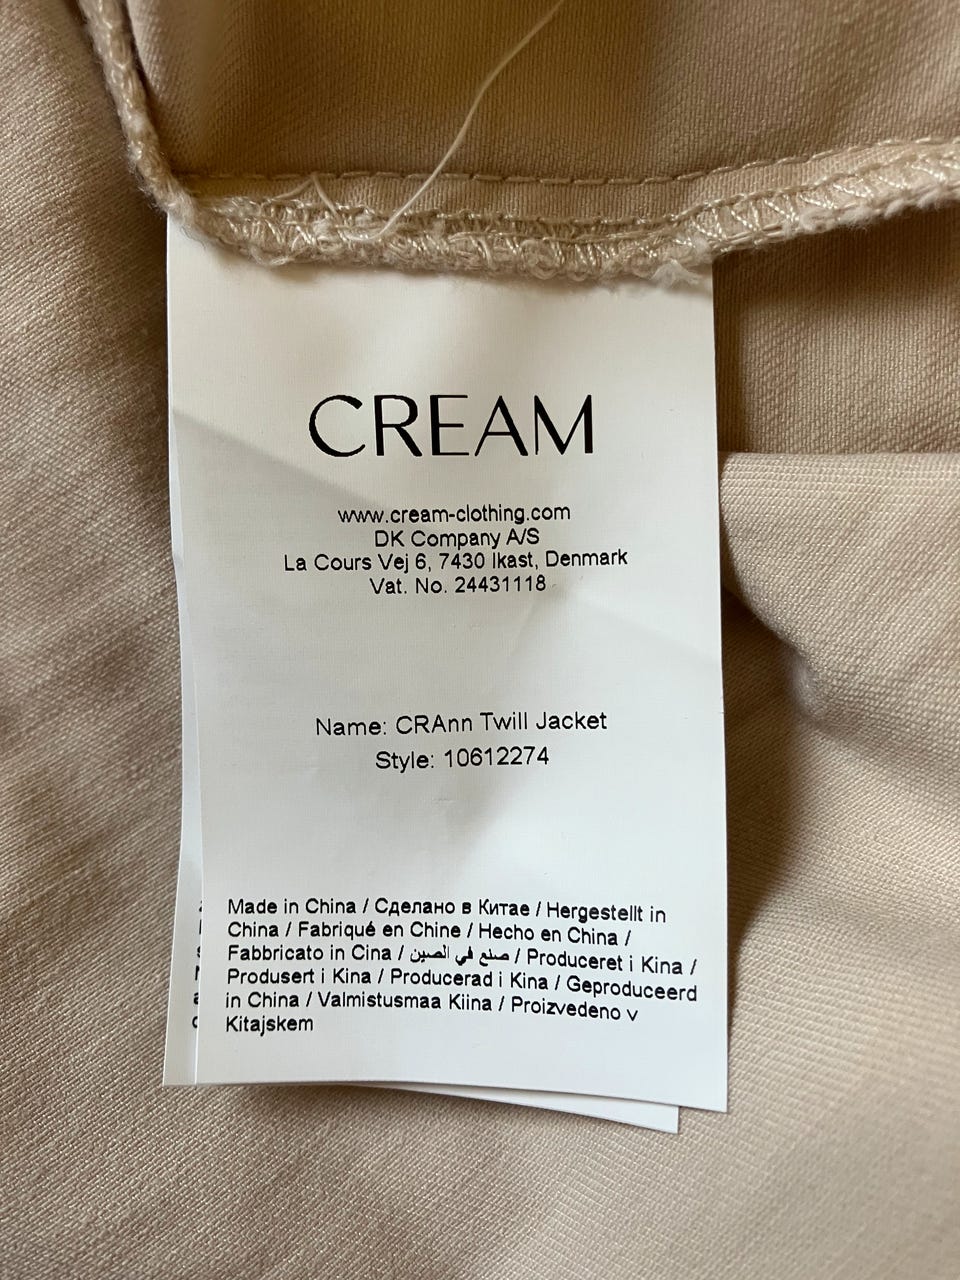 CREAM
www.cream-clothing.com
DK Company A/S
La Cours Vej 6, 7430 Ikast, Denmark
Vat. No. 24431118
Name: CRAnn Twill Jacket
Style: 10612274
Made in China / Сделано в Китае / Hergestellt in
China / Fabriqué en Chine / Hecho en China /
Fabbricato in Cina / صنع في الصين / Produceret i Kina /
Produsert i Kina / Producerad i Kina / Geproduceerd
in China / Valmistusmaa Kiina / Proizvedeno v
Kitajskem